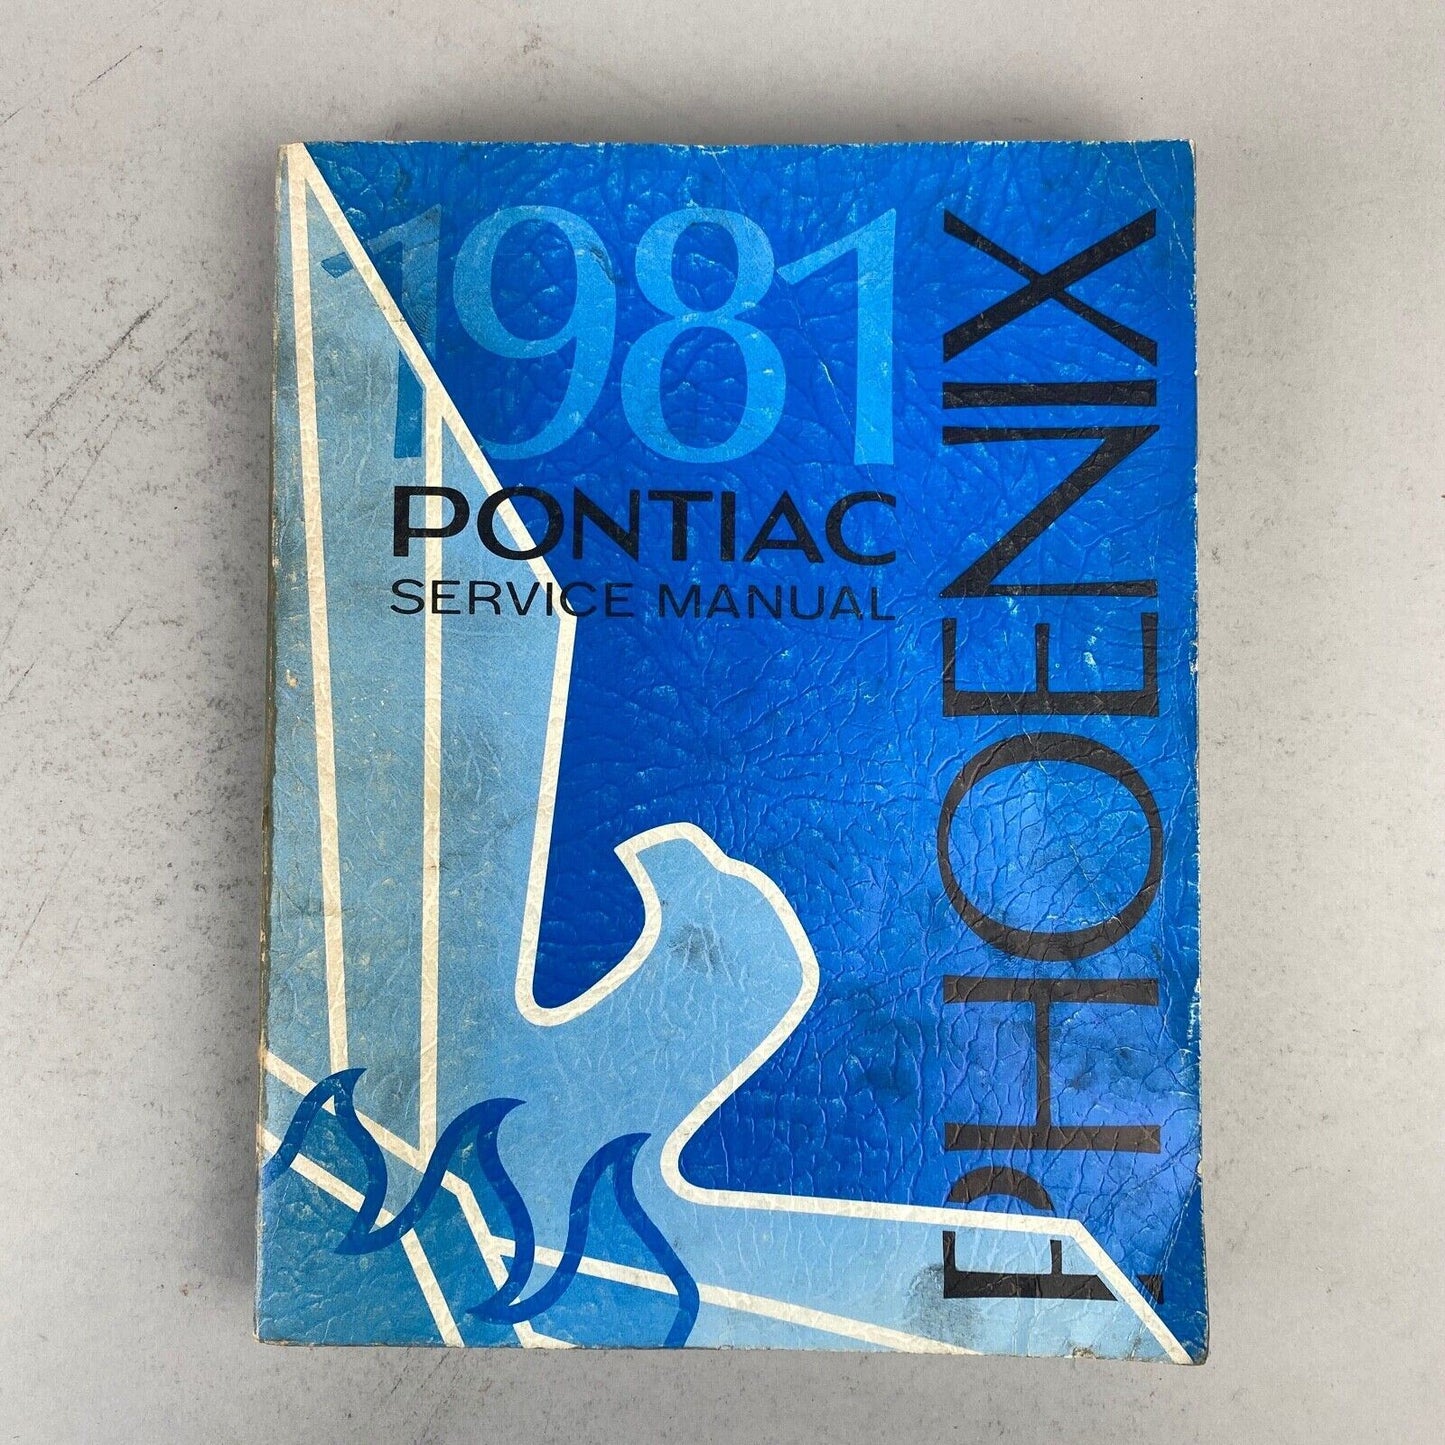 1981
PONTIAC
SERVICE MANUAL
PHOENIX